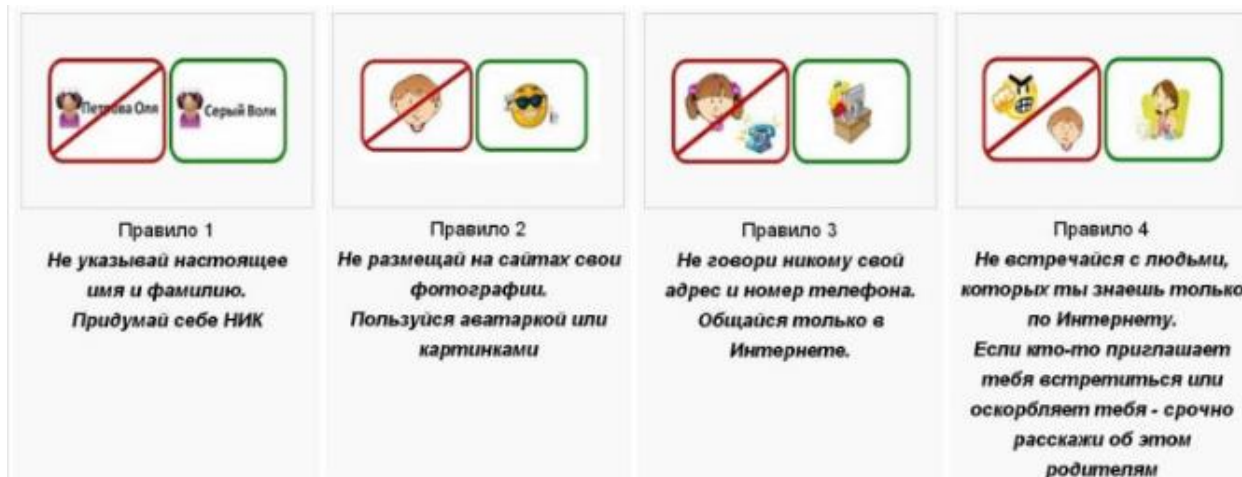 Петрова Оля
Серый Волк
Правило 1
Не указывай настоящее
имя и фамилию.
Придумай себе НИК
Правило 2
Не размещай на сайтах свои
фотографии.
Пользуйся аватаркой или
картинками
Правило 3
Не говори никому свой
адрес и номер телефона.
Общайся только в
Интернете.
Правило 4
Не встречайся с людьми,
которых ты знаешь только
по Интернету.
Если кто-то приглашает
тебя встретиться или
оскорбляет тебя - срочно
расскажи об этом
родителям